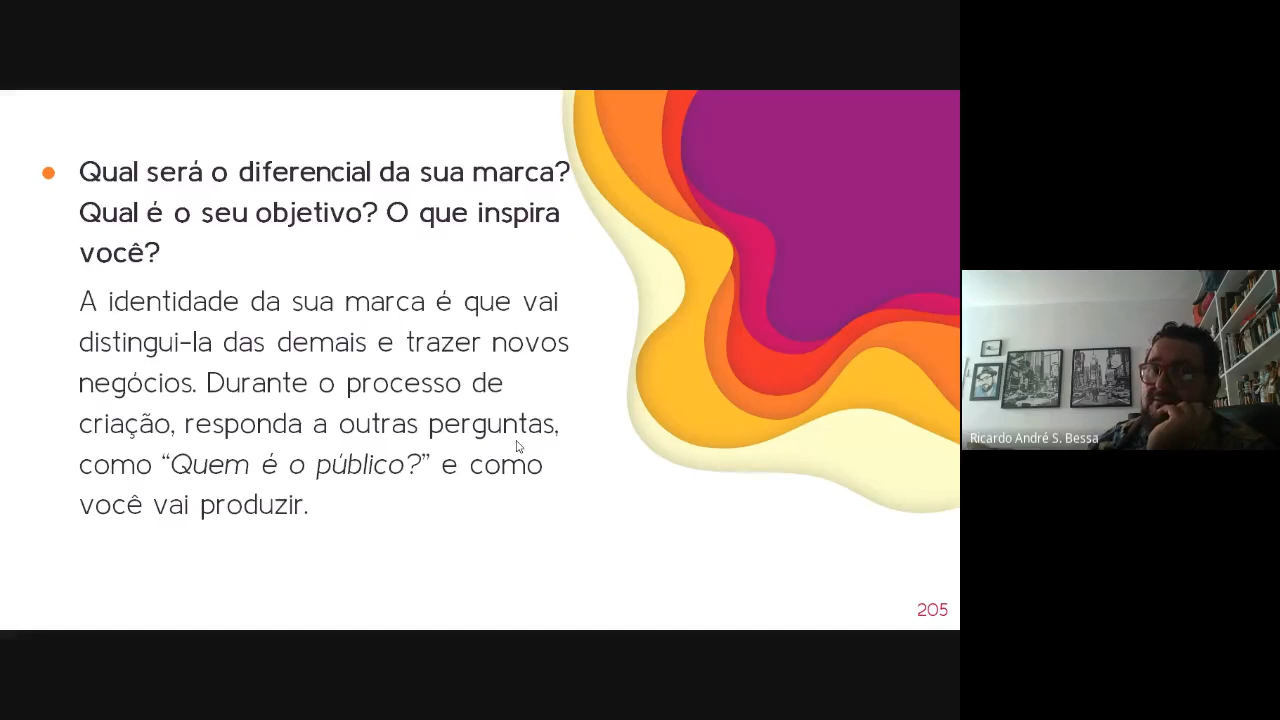 Qual será o diferencial da sua marca?
Qual é o seu objetivo? O que inspira
você?
A identidade da sua marca é que vai
distingui-la das demais e trazer novos
negócios. Durante o processo de
criação, responda a outras perguntas,
como “Quem é o público?” e como
você vai produzir.
205
Ricardo André S. Bessa